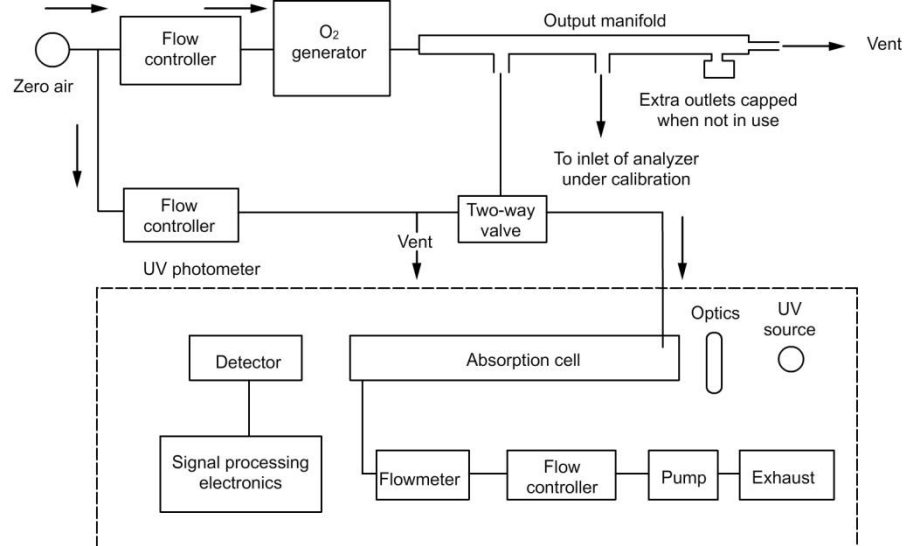 Output manifold
Flow
controller
O₂
generator
Vent
Zero air
Extra outlets capped
when not in use
To inlet of analyzer
under calibration
Flow
controller
Two-way
valve
Vent
UV photometer
Optics
UV
source
Detector
Absorption cell
Signal processing
electronics
Flowmeter
Flow
controller
Pump
Exhaust